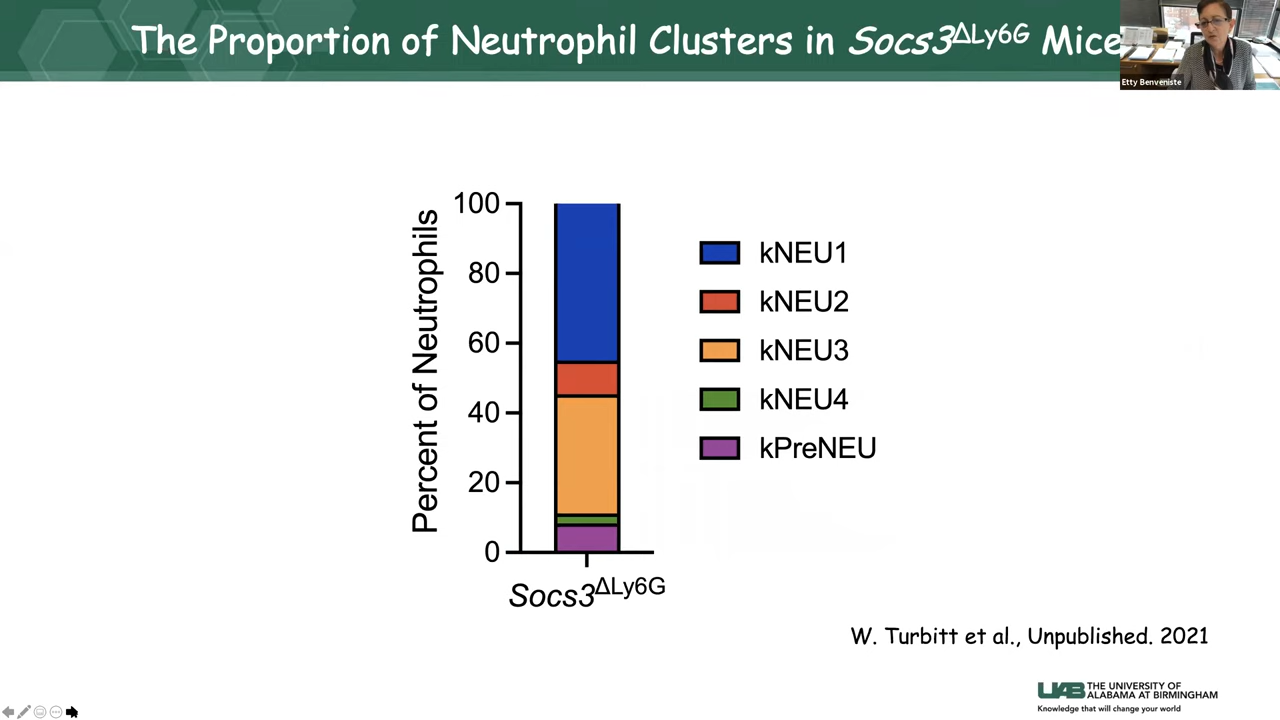 The Proportion of Neutrophil Clusters in Socs3ΔLy6G Mice
Etty Benveniste
Percent of Neutrophils
100
80
60
40
20
0
Socs3ΔLy6G
kNEU1
kNEU2
kNEU3
kNEU4
kPreNEU
W. Turbitt et al., Unpublished. 2021
UAB THE UNIVERSITY OF
ALABAMA AT BIRMINGHAM
Knowledge that will change your world